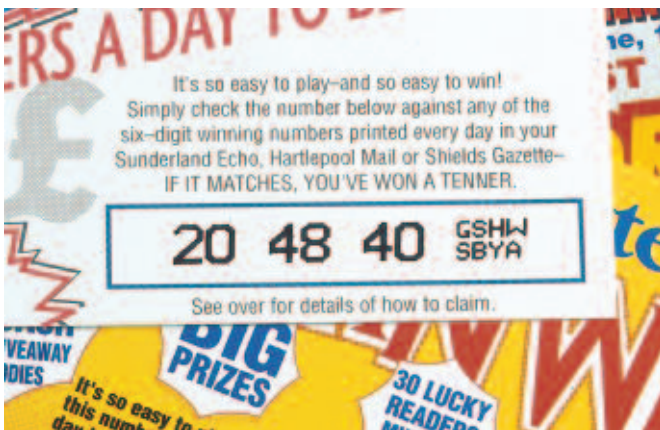 ERS A DAY TO BE
It's so easy to play–and so easy to win!
Simply check the number below against any of the
six–digit winning numbers printed every day in your
Sunderland Echo, Hartlepool Mail or Shields Gazette–
IF IT MATCHES, YOU'VE WON A TENNER.
20 48 40 GSHW
SBYA
See over for details of how to claim.
BIG
PRIZES
30 LUCKY
READERS
It's so easy to
this
day
£